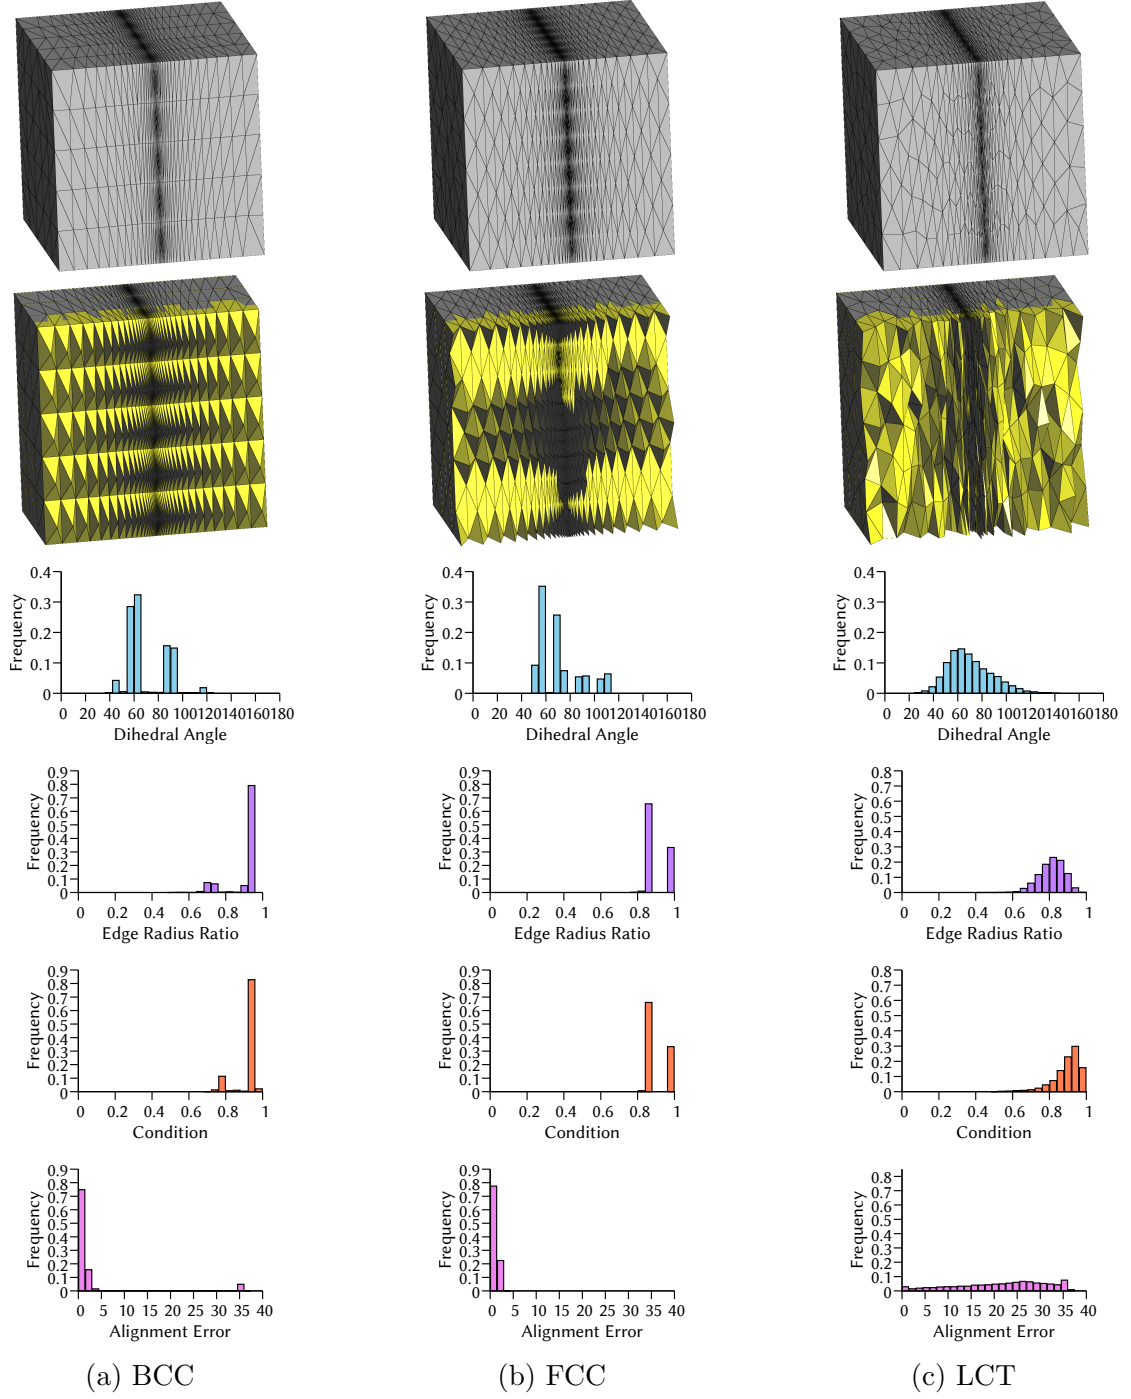 0.4 0.3 0.2 0.1 0
Frequency
0 20 40 60 80 100 120 140 160 180
Dihedral Angle
0.4 0.3 0.2 0.1 0
Frequency
0 20 40 60 80 100 120 140 160 180
Dihedral Angle
0.4 0.3 0.2 0.1 0
Frequency
0 20 40 60 80 100 120 140 160 180
Dihedral Angle
0.9 0.8 0.7 0.6 0.5 0.4 0.3 0.2 0.1 0
Frequency
0 0.2 0.4 0.6 0.8 1
Edge Radius Ratio
0.9 0.8 0.7 0.6 0.5 0.4 0.3 0.2 0.1 0
Frequency
0 0.2 0.4 0.6 0.8 1
Edge Radius Ratio
0.8 0.7 0.6 0.5 0.4 0.3 0.2 0.1 0
Frequency
0 0.2 0.4 0.6 0.8 1
Edge Radius Ratio
0.9 0.8 0.7 0.6 0.5 0.4 0.3 0.2 0.1 0
Frequency
0 0.2 0.4 0.6 0.8 1
Condition
0.9 0.8 0.7 0.6 0.5 0.4 0.3 0.2 0.1 0
Frequency
0 0.2 0.4 0.6 0.8 1
Condition
0.8 0.7 0.6 0.5 0.4 0.3 0.2 0.1 0
Frequency
0 0.2 0.4 0.6 0.8 1
Condition
0.9 0.8 0.7 0.6 0.5 0.4 0.3 0.2 0.1 0
Frequency
0 5 10 15 20 25 30 35 40
Alignment Error
0.9 0.8 0.7 0.6 0.5 0.4 0.3 0.2 0.1 0
Frequency
0 5 10 15 20 25 30 35 40
Alignment Error
0.8 0.7 0.6 0.5 0.4 0.3 0.2 0.1 0
Frequency
0 5 10 15 20 25 30 35 40
Alignment Error
(a) BCC
(b) FCC
(c) LCT